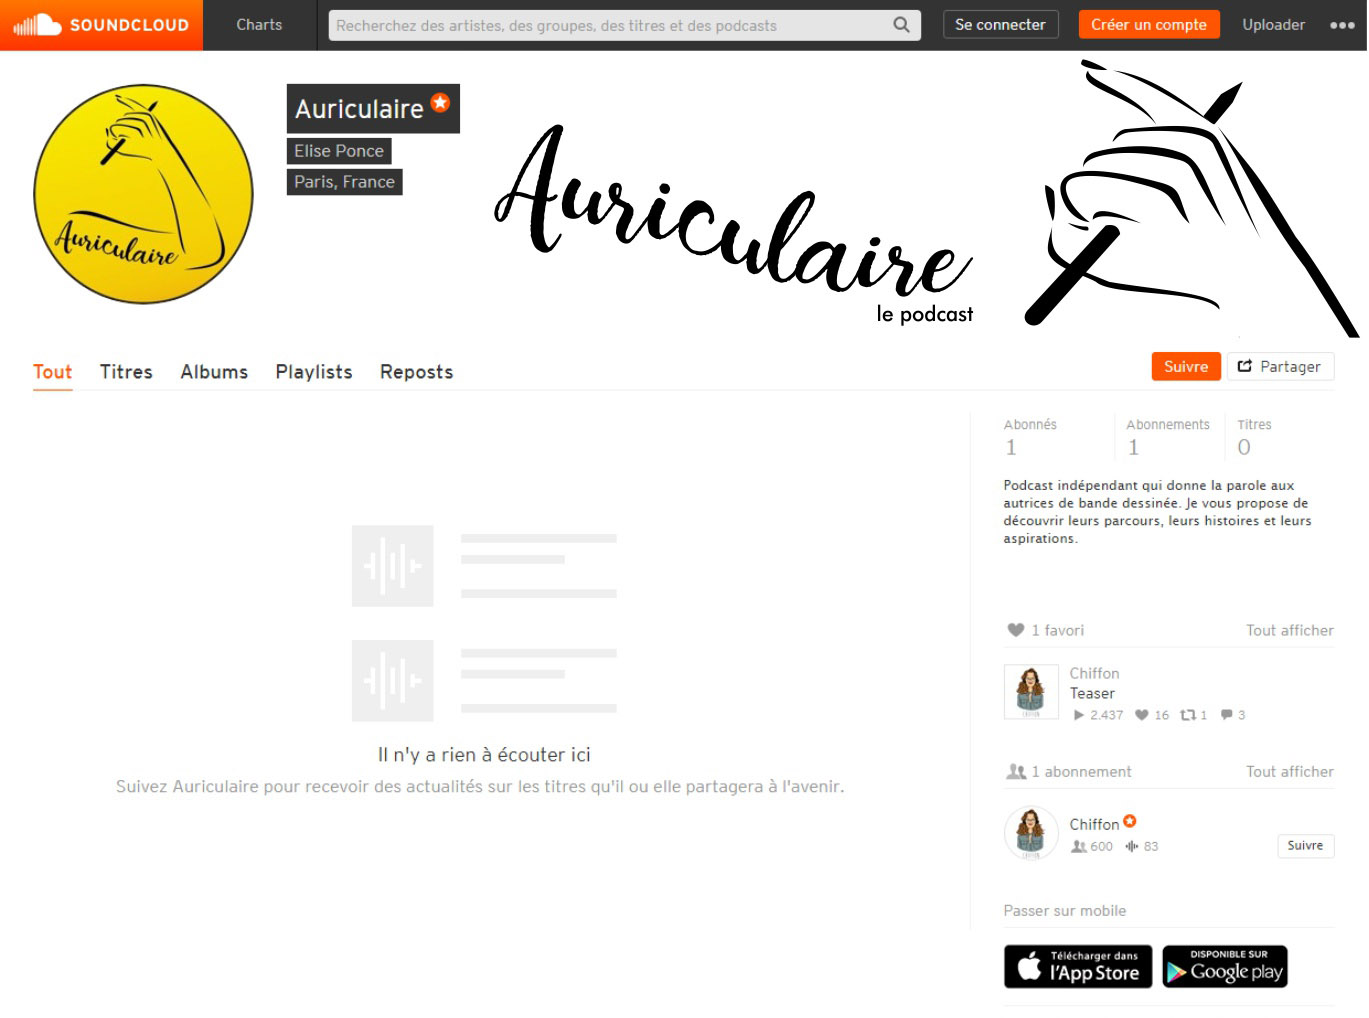 SOUNDCLOUD
Charts
Recherchez des artistes, des groupes, des titres et des podcasts
Se connecter
Créer un compte
Uploader
Auriculaire
Auriculaire
Elise Ponce
Paris, France
Auriculaire
le podcast
Tout
Titres
Albums
Playlists
Reposts
Suivre
Partager
Abonnés
1
Abonnements
1
Titres
0
Podcast indépendant qui donne la parole aux
autrices de bande dessinée. Je vous propose de
découvrir leurs parcours, leurs histoires et leurs
aspirations.
Il n'y a rien à écouter ici
Suivez Auriculaire pour recevoir des actualités sur les titres qu'il ou elle partagera à l'avenir.
1 favori
Tout afficher
Chiffon
Teaser
2.437
16
1
3
1 abonnement
Tout afficher
Chiffon
600
83
Suivre
Passer sur mobile
Télécharger dans
l'App Store
DISPONIBLE SUR
Google play